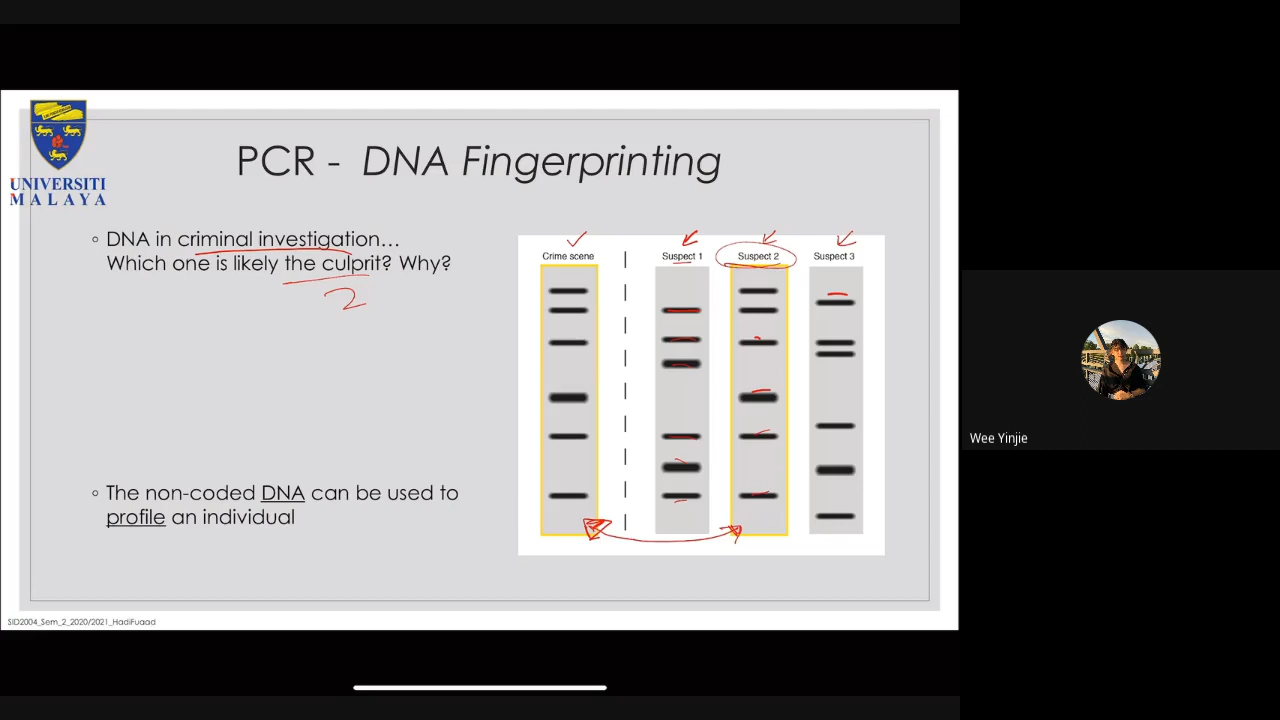 UNIVERSITI
MALAYA
PCR - DNA Fingerprinting
◦ DNA in criminal investigation…
Which one is likely the culprit? Why?
2
Crime scene
Suspect 1
Suspect 2
Suspect 3
◦ The non-coded DNA can be used to
profile an individual
SID2004_Sem_2_2020/2021_HadiFuaad
Wee Yinjie